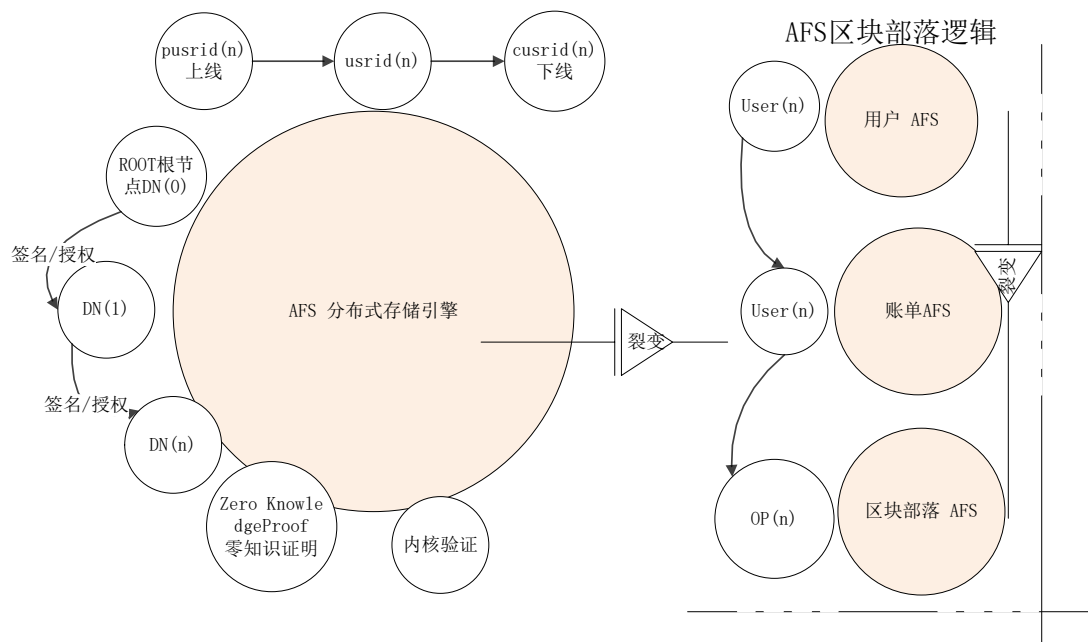 AFS区块部落逻辑
pusrid(n)
上线
usrid(n)
cusrid(n)
下线
User(n)
用户 AFS
ROOT根节
点DN(0)
签名/授权
DN(1)
AFS 分布式存储引擎
裂变
User(n)
账单AFS
裂变
签名/授权
DN(n)
Zero Knowle
dgeProof
零知识证明
内核验证
OP(n)
区块部落 AFS